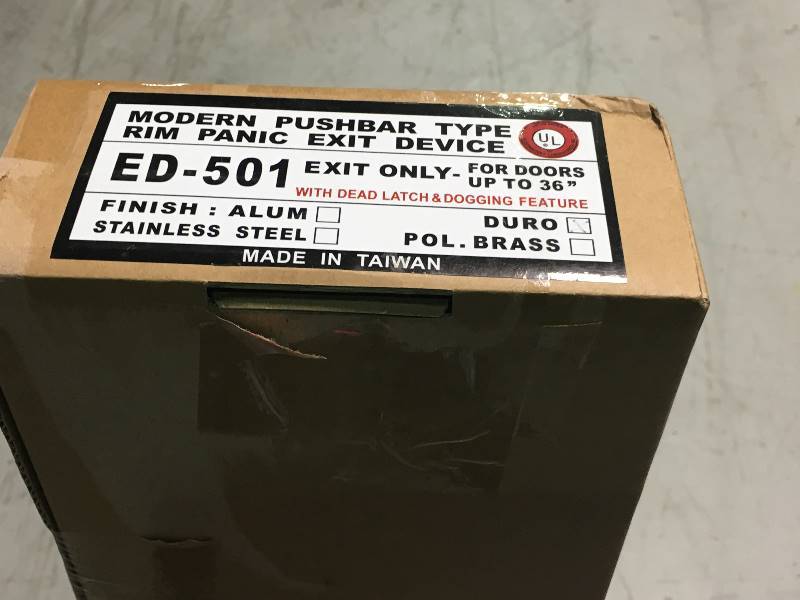 MODERN PUSHBAR TYPE
RIM PANIC EXIT DEVICE
UL
ED-501 EXIT ONLY- FOR DOORS
UP TO 36”
WITH DEAD LATCH & DOGGING FEATURE
FINISH : ALUM DURO
STAINLESS STEEL POL. BRASS
MADE IN TAIWAN